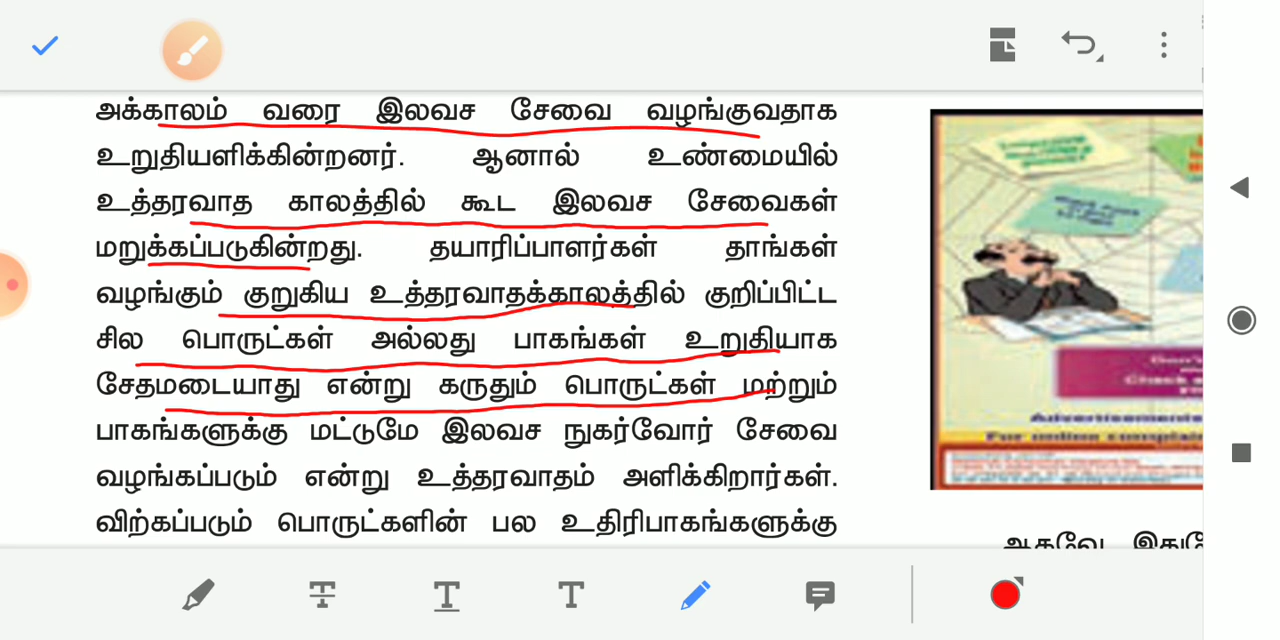 அக்காலம் வரை இலவச சேவை வழங்குவதாக
உறுதியளிக்கின்றனர். ஆனால் உண்மையில்
உத்தரவாத காலத்தில் கூட இலவச சேவைகள்
மறுக்கப்படுகின்றது. தயாரிப்பாளர்கள் தாங்கள்
வழங்கும் குறுகிய உத்தரவாதக்காலத்தில் குறிப்பிட்ட
சில பொருட்கள் அல்லது பாகங்கள் உறுதியாக
சேதமடையாது என்று கருதும் பொருட்கள் மற்றும்
பாகங்களுக்கு மட்டுமே இலவச நுகர்வோர் சேவை
வழங்கப்படும் என்று உத்தரவாதம் அளிக்கிறார்கள்.
விற்கப்படும் பொருட்களின் பல உதிரிபாகங்களுக்கு
Advertisements
For online complain